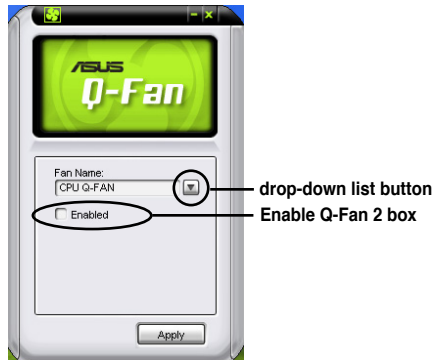 ASUS
Q-Fan
Fan Name:
CPU Q-FAN
drop-down list button
Enabled
Enable Q-Fan 2 box
Apply